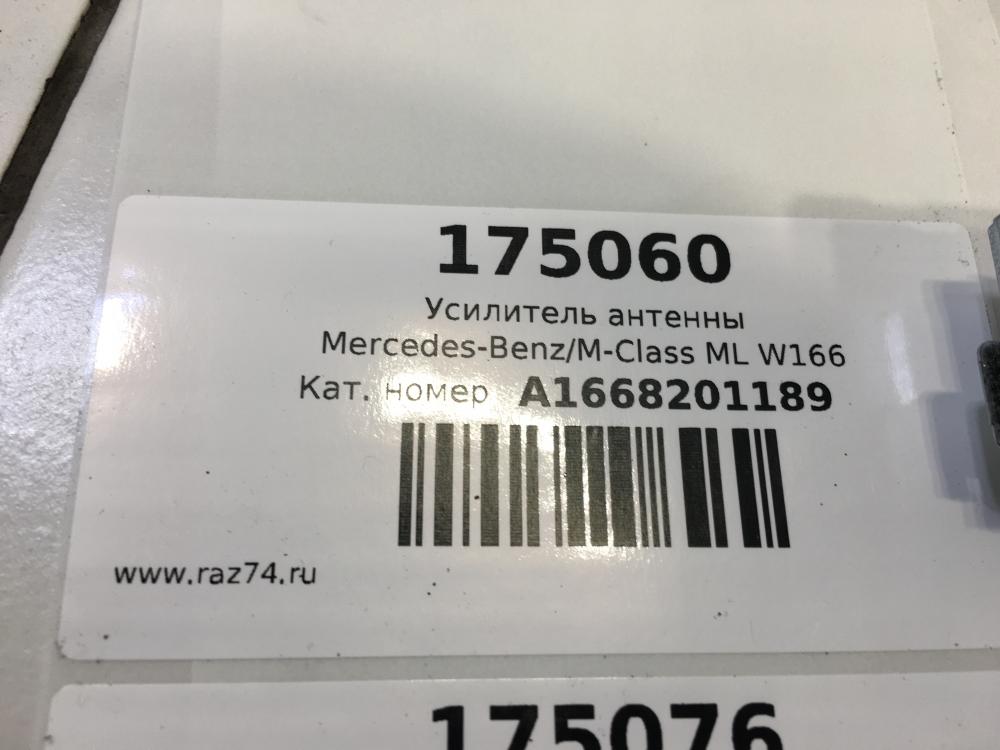 175060
Усилитель антенны
Mercedes-Benz/M-Class ML W166
Кат. номер A1668201189
www.raz74.ru
175076